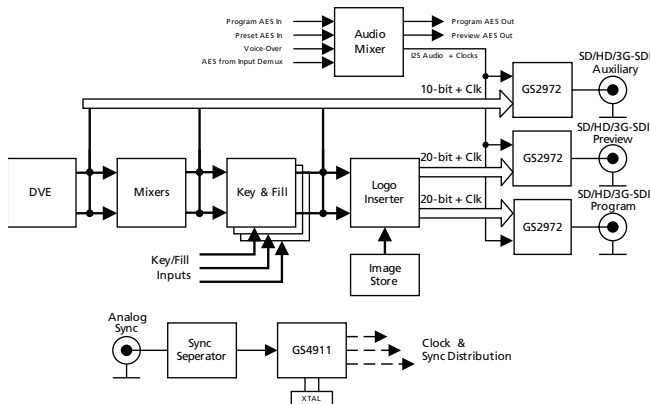 Program AES In
Preset AES In
Voice-Over
AES from Input Demux
Audio
Mixer
Program AES Out
Preview AES Out
I2S Audio + Clocks
SD/HD/3G-SDI
Auxiliary
10-bit + Clk
GS2972
SD/HD/3G-SDI
Preview
20-bit + Clk
GS2972
DVE
Mixers
Key & Fill
Logo
Inserter
20-bit + Clk
SD/HD/3G-SDI
Program
GS2972
Key/Fill
Inputs
Image
Store
Analog
Sync
Sync
Seperator
GS4911
Clock &
Sync Distribution
XTAL